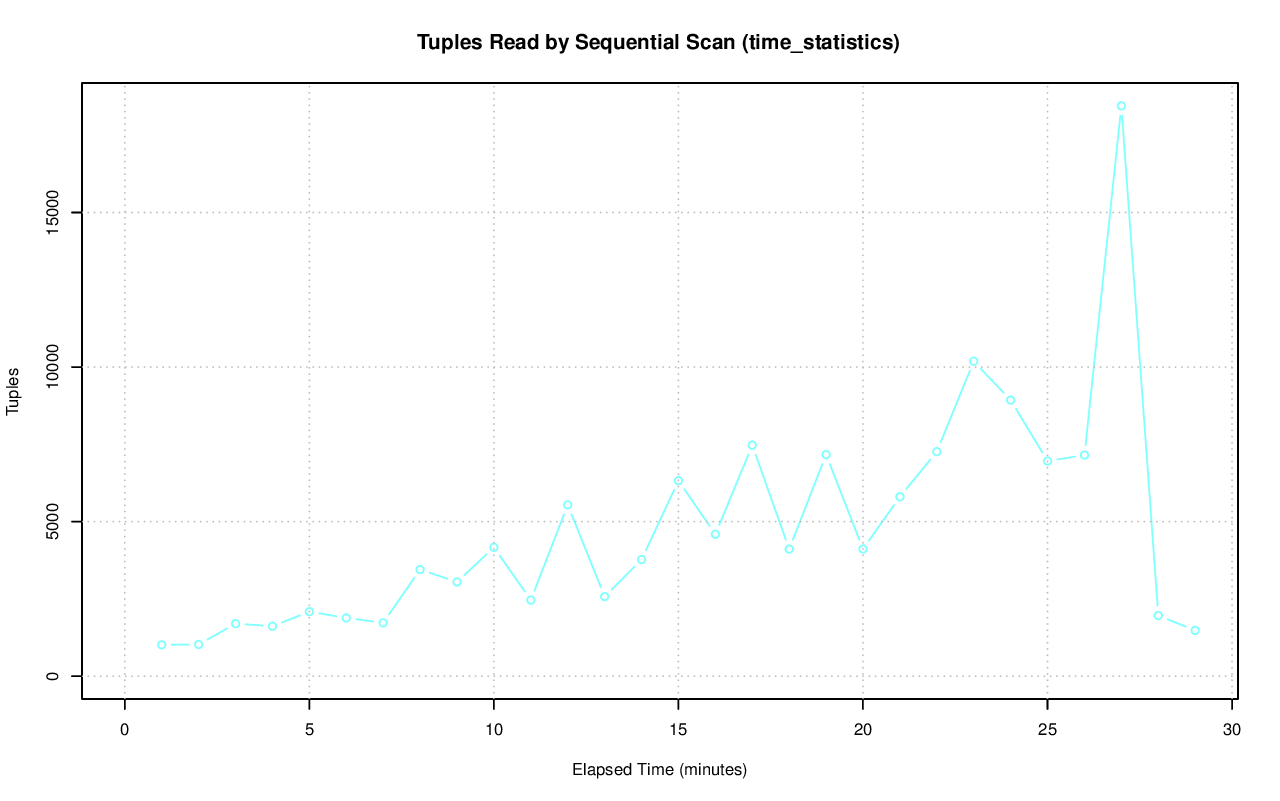 Tuples Read by Sequential Scan (time_statistics)
Tuples
15000
10000
5000
0
0 5 10 15 20 25 30
Elapsed Time (minutes)